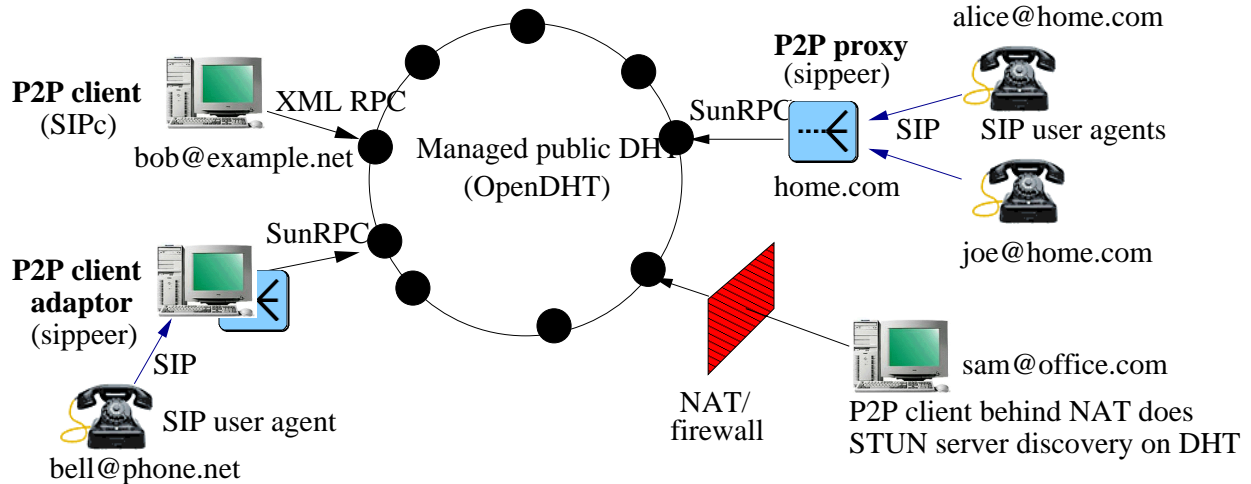 alice@home.com
P2P proxy
(sippeer)
P2P client
(SIPc)
XML RPC
SunRPC
SIP
SIP user agents
bob@example.net
Managed public DHT
(OpenDHT)
home.com
joe@home.com
SunRPC
P2P client
adaptor
(sippeer)
SIP
sam@office.com
NAT/
firewall
P2P client behind NAT does
STUN server discovery on DHT
SIP user agent
bell@phone.net